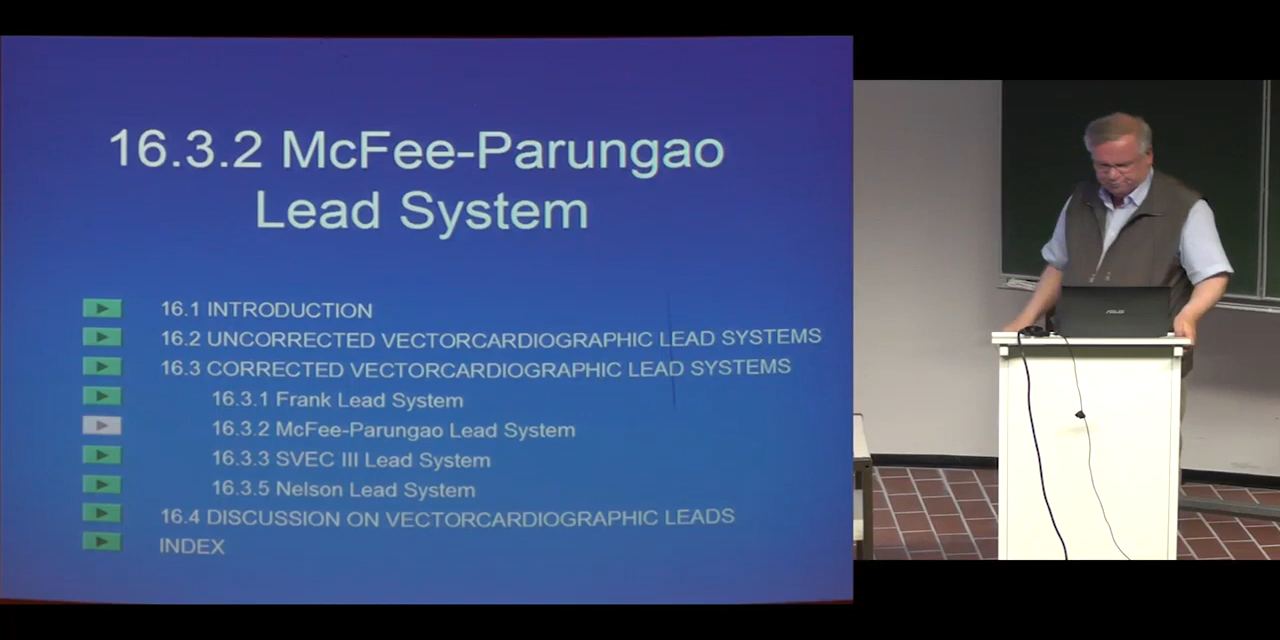 16.3.2 McFee-Parungao
Lead System
16.1 INTRODUCTION
16.2 UNCORRECTED VECTORCARDIOGRAPHIC LEAD SYSTEMS
16.3 CORRECTED VECTORCARDIOGRAPHIC LEAD SYSTEMS
16.3.1 Frank Lead System
16.3.2 McFee-Parungao Lead System
16.3.3 SVEC III Lead System
16.3.5 Nelson Lead System
16.4 DISCUSSION ON VECTORCARDIOGRAPHIC LEADS
INDEX
ASUS